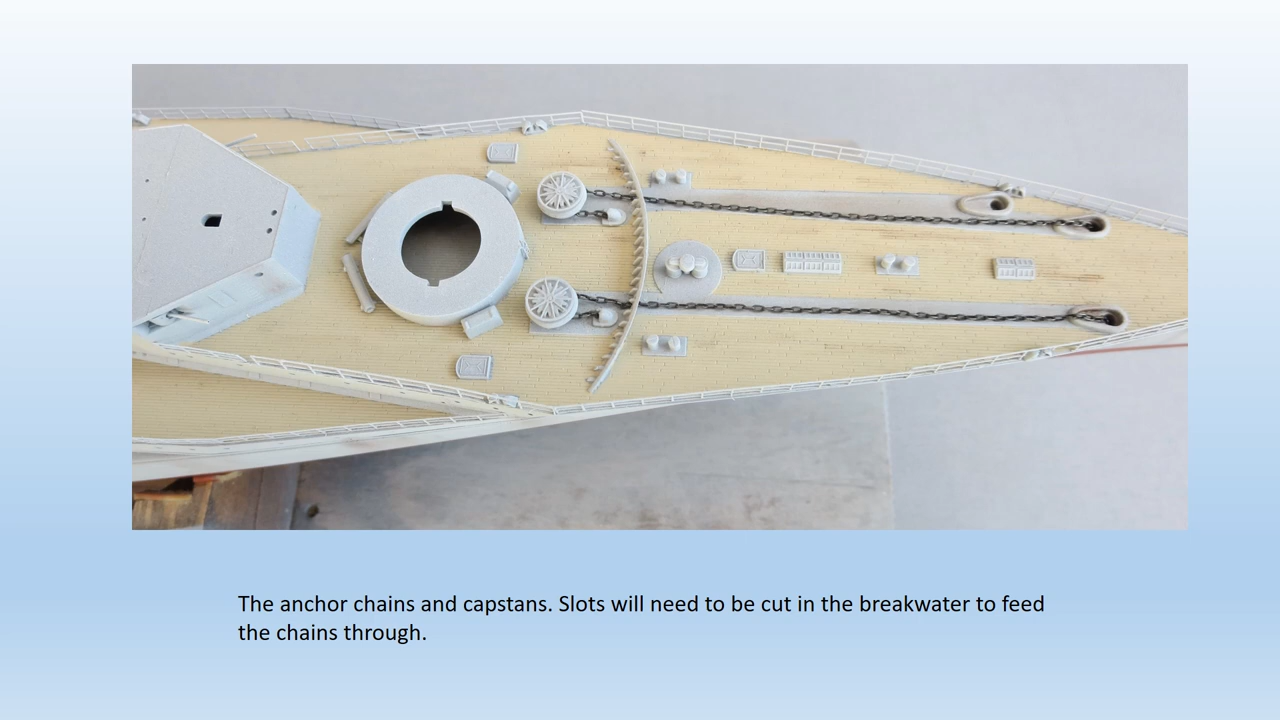 The anchor chains and capstans. Slots will need to be cut in the breakwater to feed
the chains through.